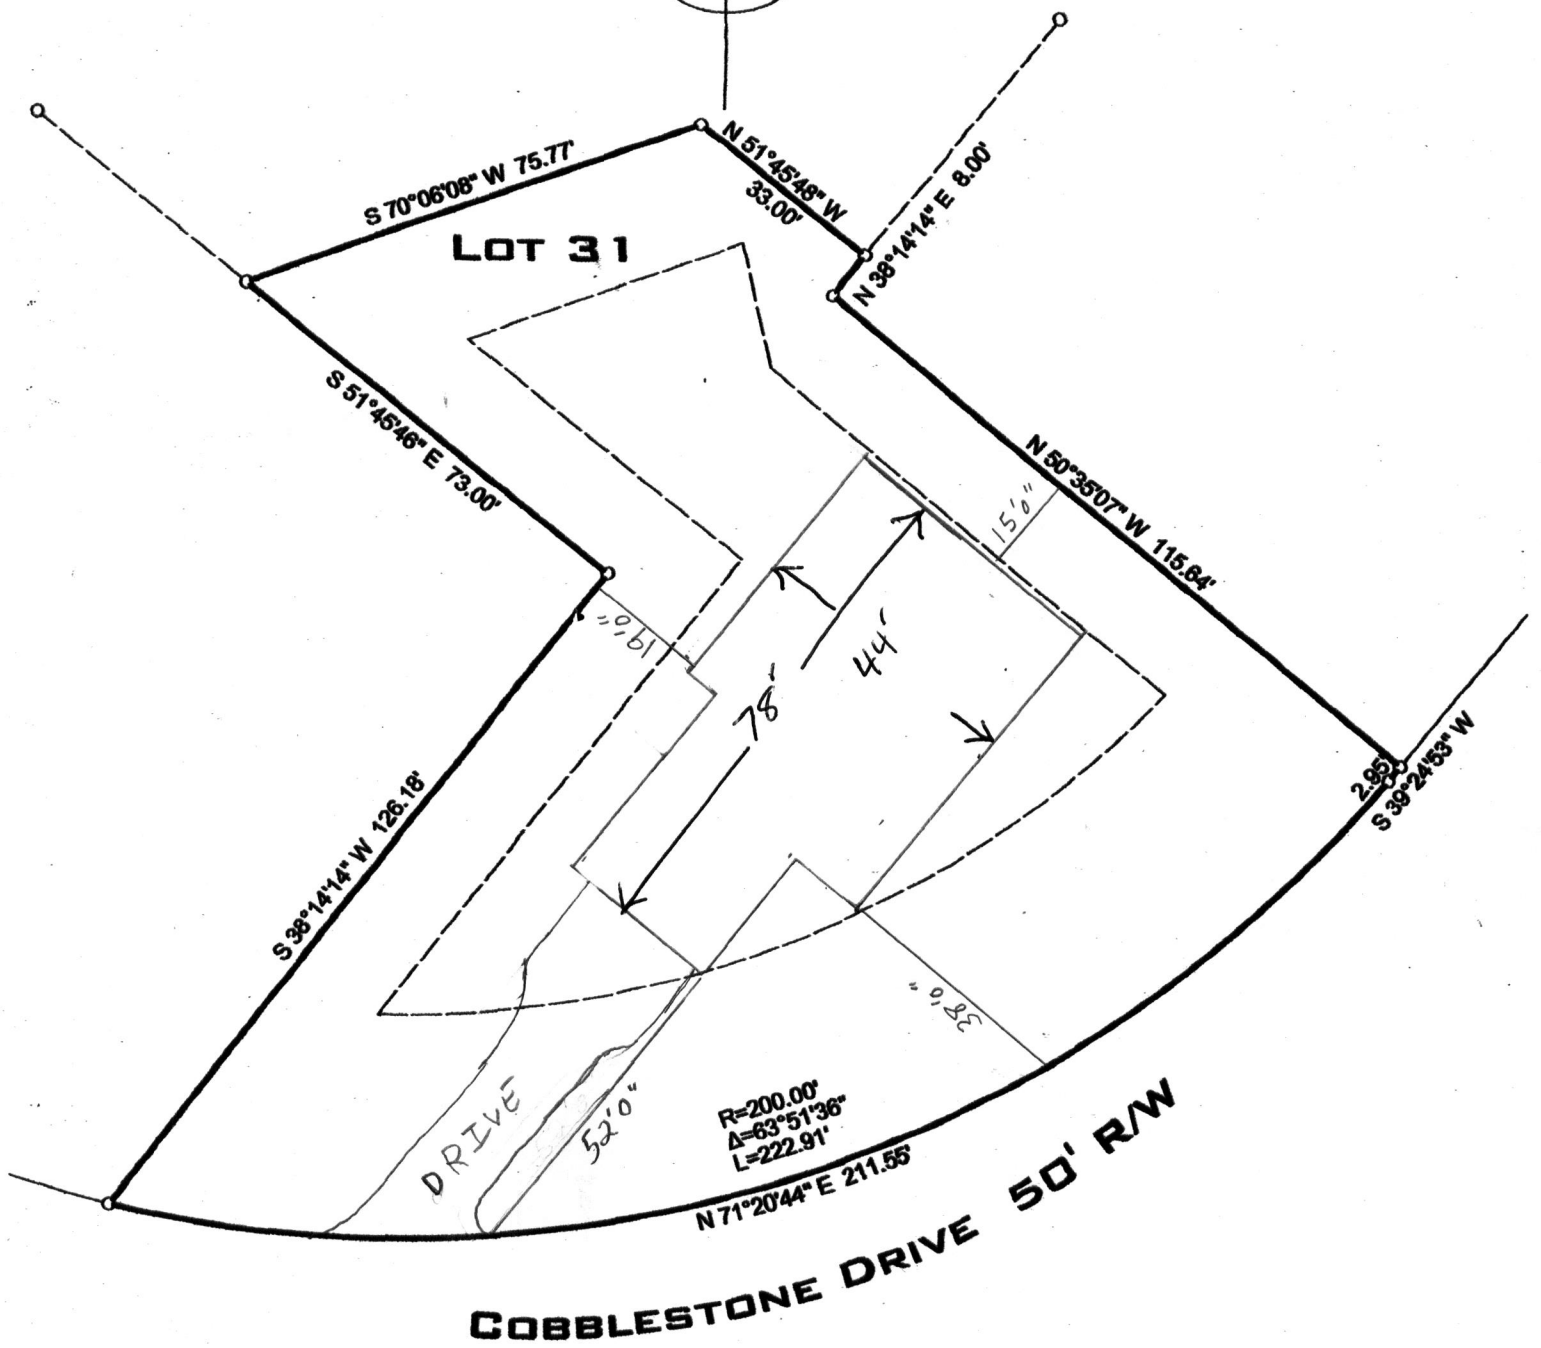 N 51°45'48" W
33.00'
N 38°14'14" E 8.00'
S 70°06'08" W 75.77'
LOT 31
S 51°45'46" E 73.00'
N 50°35'07" W 115.64'
15'0"
19'0"
44'
78'
2.95'
S 39°24'53" W
S 38°14'14" W 126.18'
38'0"
DRIVE
52'0"
R=200.00'
Δ=63°51'36"
L=222.91'
N 71°20'44" E 211.55'
COBBLESTONE DRIVE 50' R/W